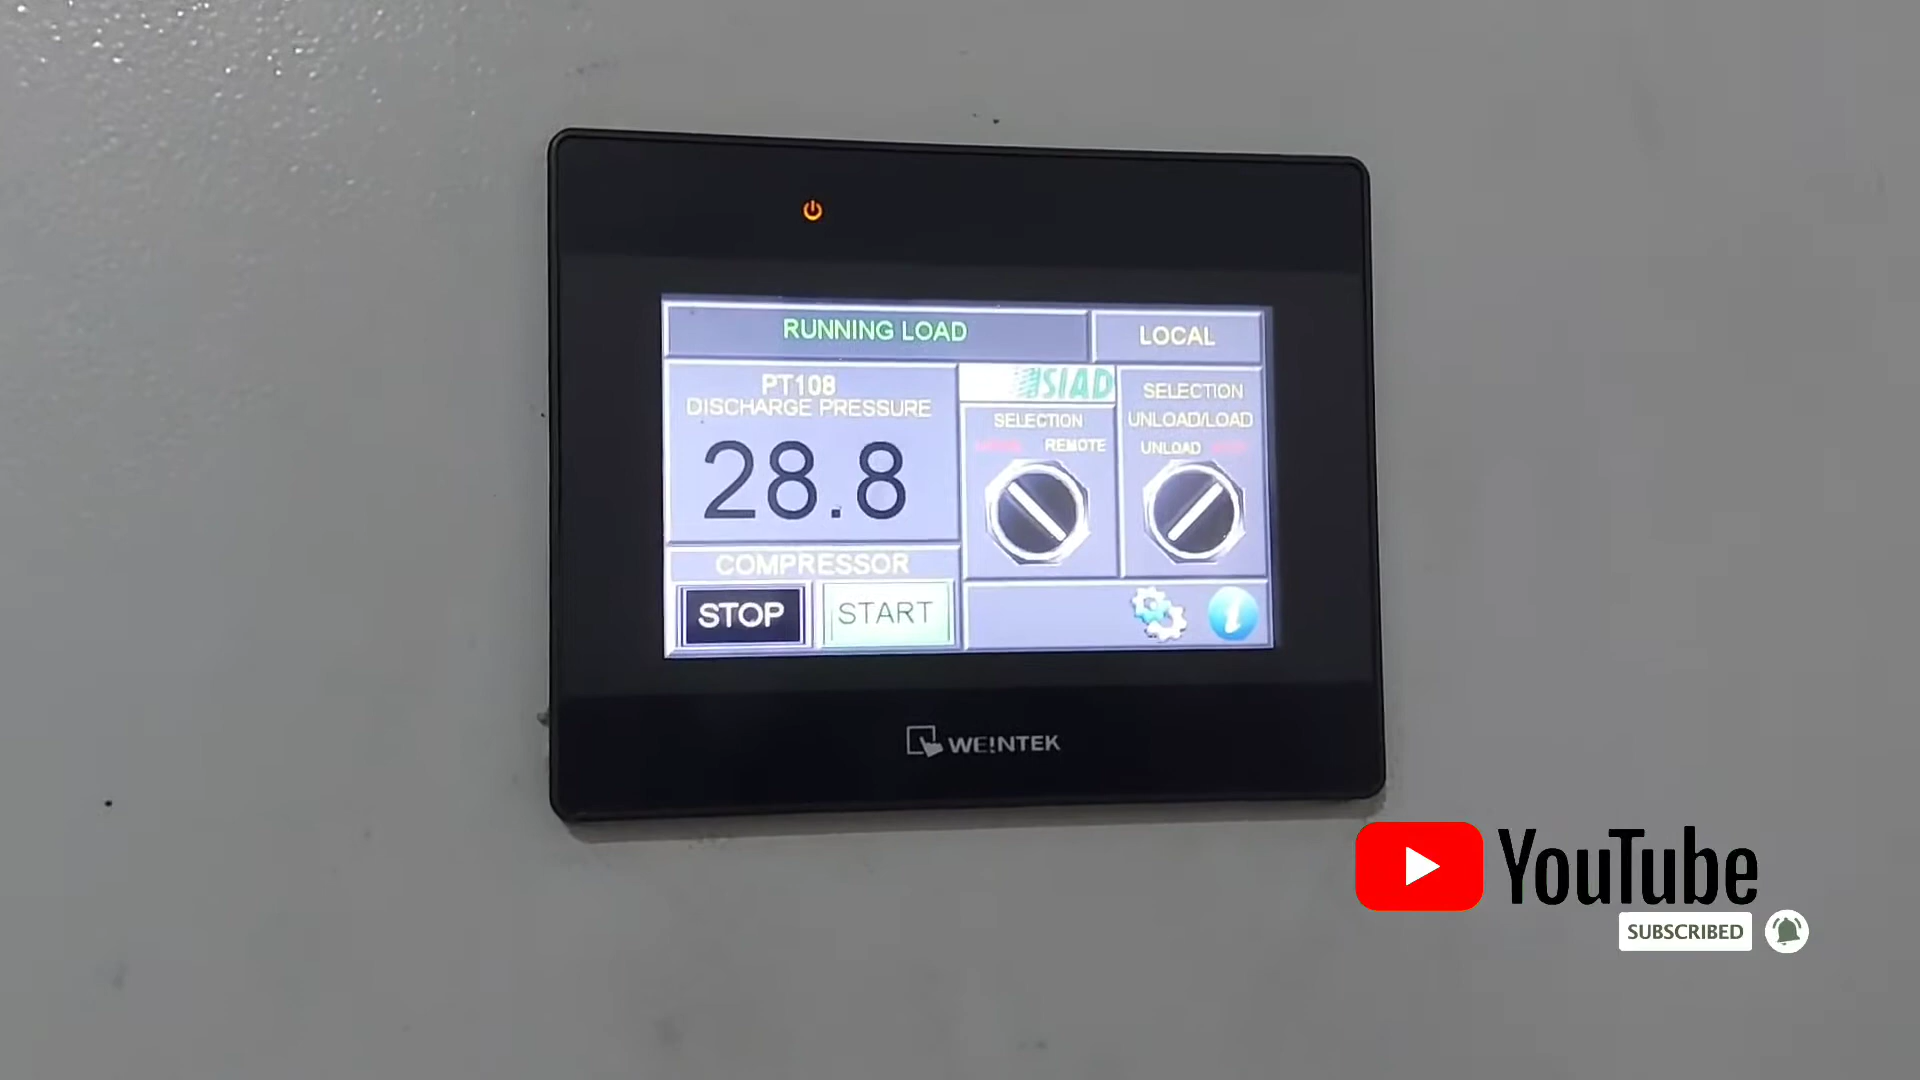 RUNNING LOAD
LOCAL
PT108
DISCHARGE PRESSURE
28.8
SIAD
SELECTION
REMOTE
SELECTION
UNLOAD/LOAD
UNLOAD
COMPRESSOR
STOP
START
WEINTEK
YouTube
SUBSCRIBED